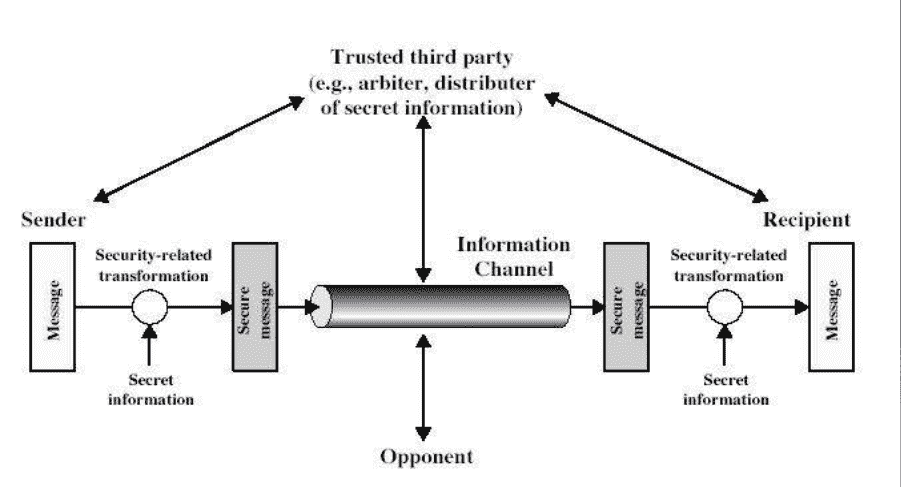 Trusted third party
(e.g., arbiter, distributer
of secret information)
Sender
Recipient
Information
Channel
Security-related
transformation
Security-related
transformation
Message
Secure
message
Secure
message
Message
Secret
information
Secret
information
Opponent